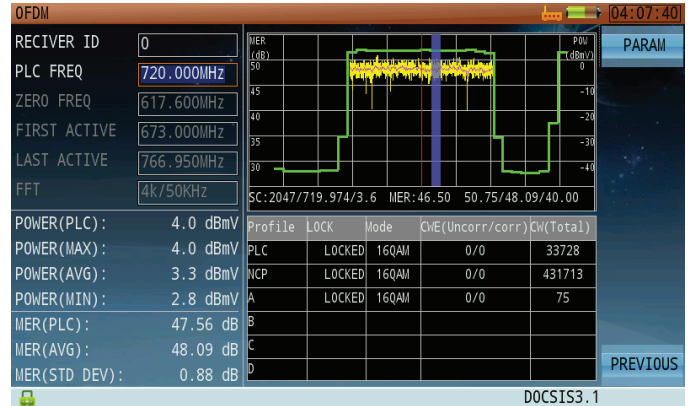 OFDM 04:07:40
RECIVER ID 0
PLC FREQ 720.000MHz
ZERO FREQ 617.600MHz
FIRST ACTIVE 673.000MHz
LAST ACTIVE 766.950MHz
FFT 4k/50KHz
MER POW
(dB) (dBmV)
50 0
45 -10
40 -20
35 -30
30 -40
SC:2047/719.974/3.6 MER:46.50 50.75/48.09/40.00
PARAM
POWER(PLC): 4.0 dBmV
POWER(MAX): 4.0 dBmV
POWER(AVG): 3.3 dBmV
POWER(MIN): 2.8 dBmV
MER(PLC): 47.56 dB
MER(AVG): 48.09 dB
MER(STD DEV): 0.88 dB
Profile LOCK Mode CWE(Uncorr/corr) CW(Total)
PLC LOCKED 16QAM 0/0 33728
NCP LOCKED 16QAM 0/0 431713
A LOCKED 16QAM 0/0 75
B
C
D
PREVIOUS
DOCSIS3.1